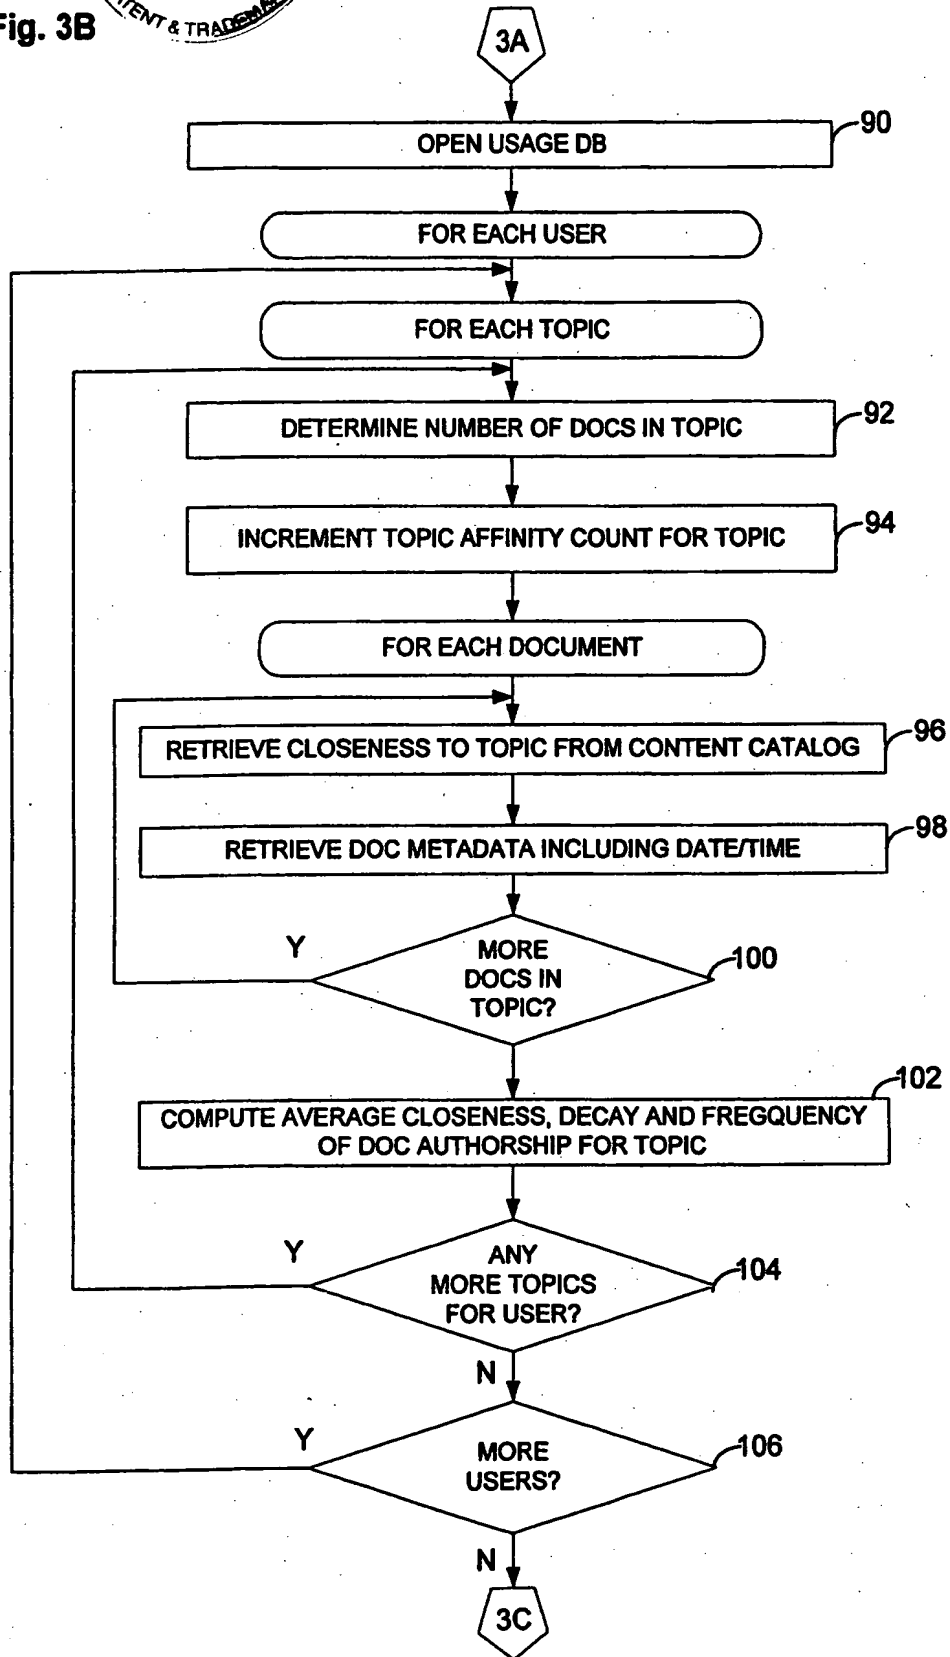 Fig. 3B
& TRADEMA
3A
OPEN USAGE DB
90
FOR EACH USER
FOR EACH TOPIC
DETERMINE NUMBER OF DOCS IN TOPIC
92
INCREMENT TOPIC AFFINITY COUNT FOR TOPIC
94
FOR EACH DOCUMENT
RETRIEVE CLOSENESS TO TOPIC FROM CONTENT CATALOG
96
RETRIEVE DOC METADATA INCLUDING DATE/TIME
98
Y
MORE
DOCS IN
TOPIC?
100
102
COMPUTE AVERAGE CLOSENESS, DECAY AND FREGQUENCY
OF DOC AUTHORSHIP FOR TOPIC
Y
ANY
MORE TOPICS
FOR USER?
104
N
Y
MORE
USERS?
106
N
3C